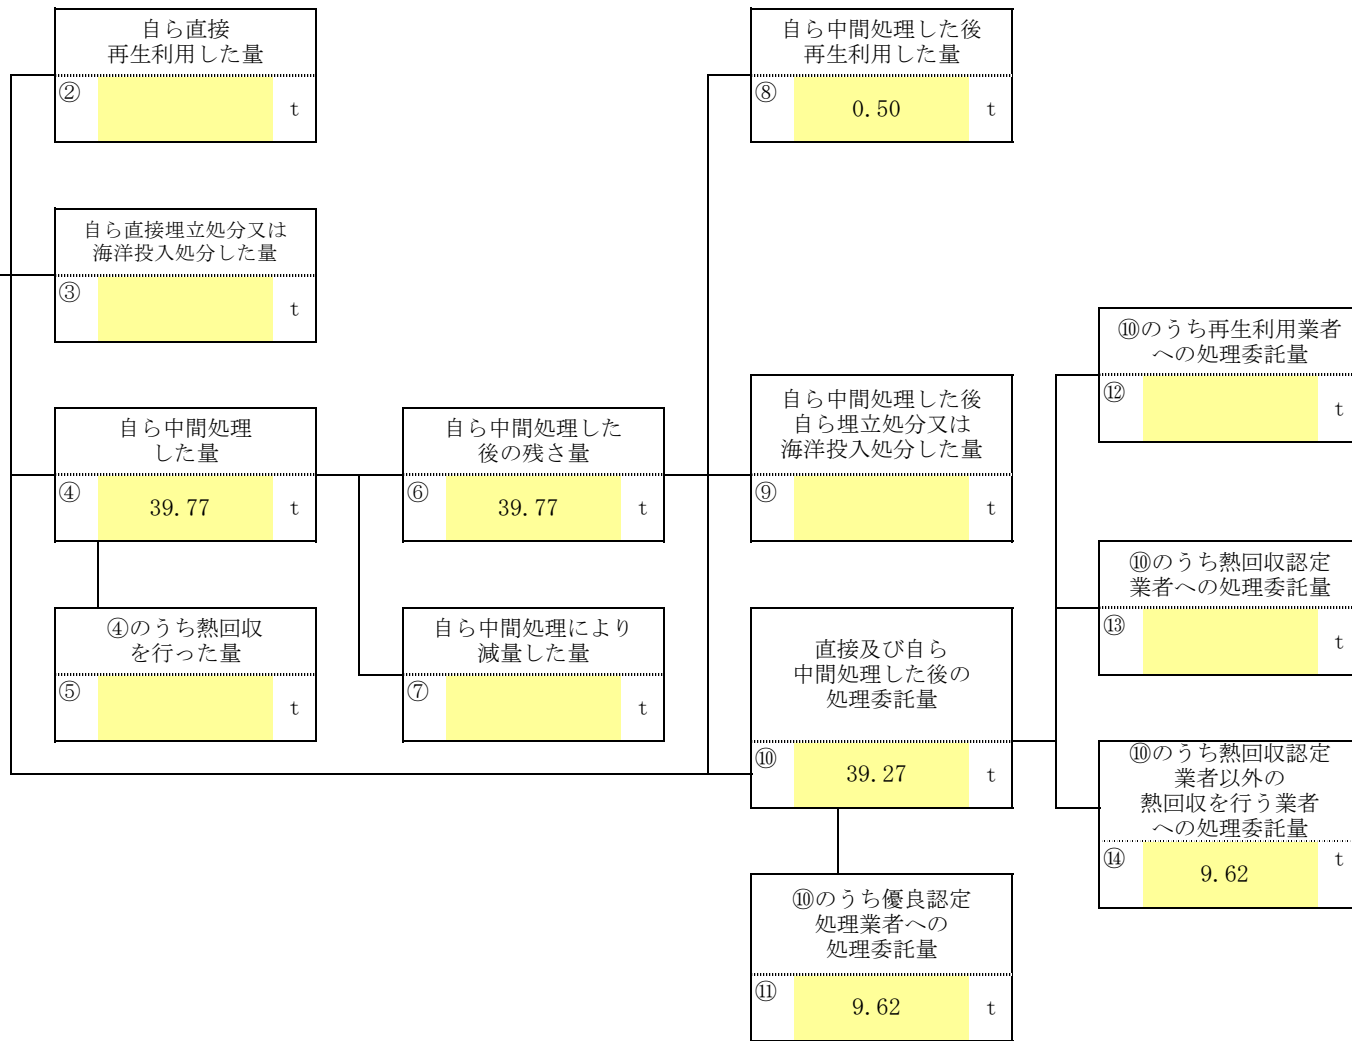 自ら直接
再生利用した量
② t
自ら中間処理した後
再生利用した量
⑧ 0.50 t
自ら直接埋立処分又は
海洋投入処分した量
③ t
⑩のうち再生利用業者
への処理委託量
⑫ t
自ら中間処理
した量
④ 39.77 t
自ら中間処理した
後の残さ量
⑥ 39.77 t
自ら中間処理した後
自ら埋立処分又は
海洋投入処分した量
⑨ t
⑩のうち熱回収認定
業者への処理委託量
⑬ t
④のうち熱回収
を行った量
⑤ t
自ら中間処理により
減量した量
⑦ t
直接及び自ら
中間処理した後の
処理委託量
⑩ 39.27 t
⑩のうち熱回収認定
業者以外の
熱回収を行う業者
への処理委託量
⑭ 9.62 t
⑩のうち優良認定
処理業者への
処理委託量
⑪ 9.62 t